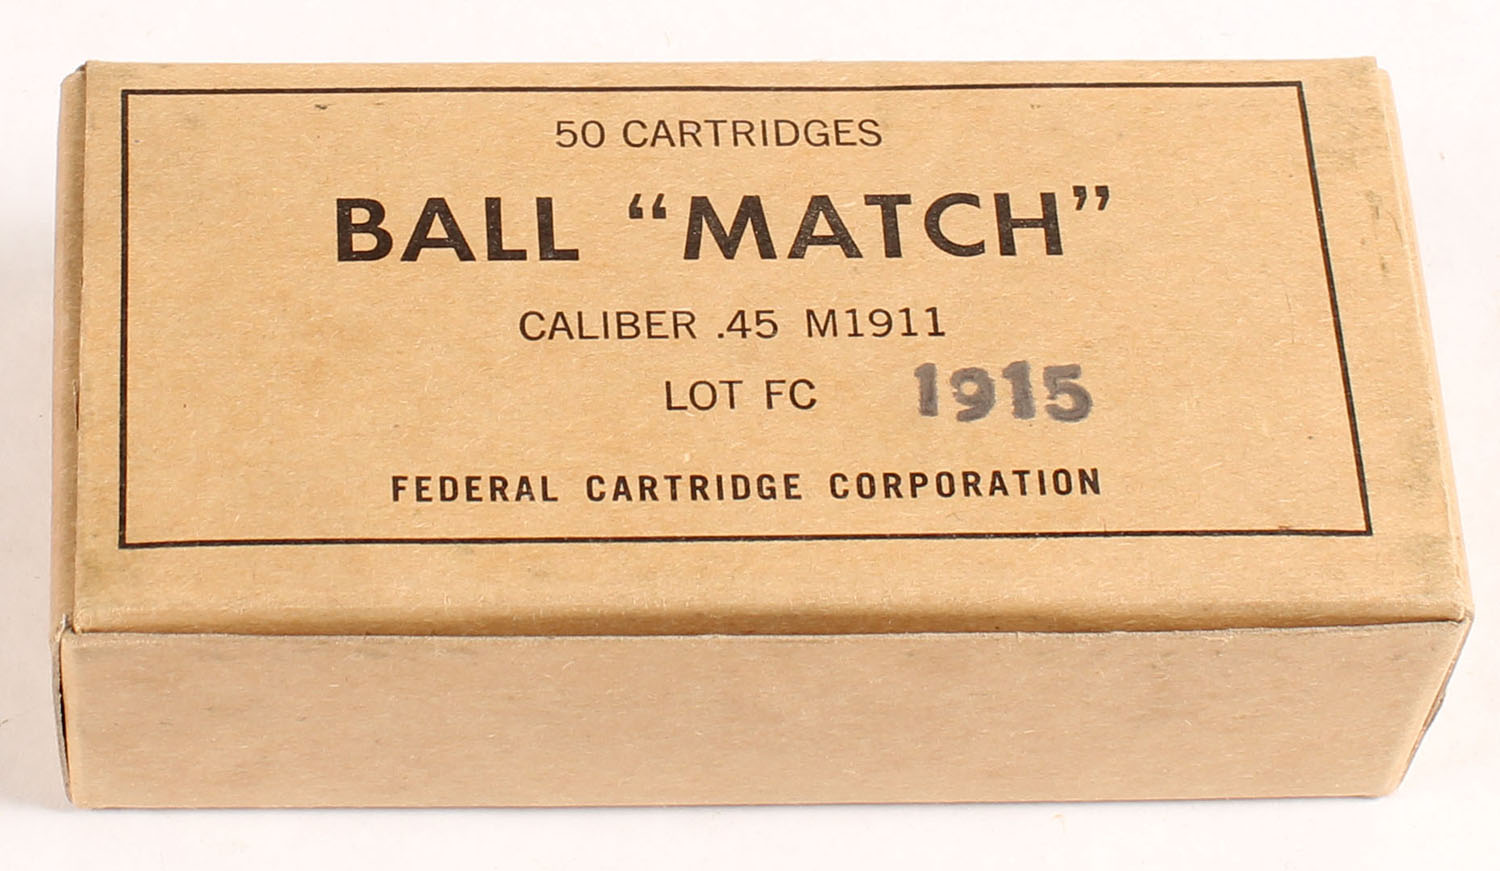 50 CARTRIDGES
BALL “MATCH”
CALIBER .45 M1911
LOT FC 1915
FEDERAL CARTRIDGE CORPORATION